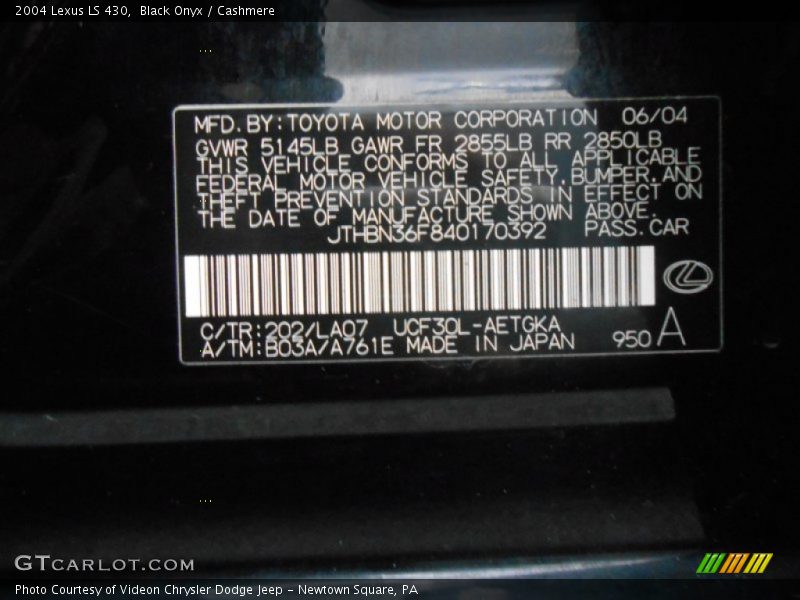 2004 Lexus LS 430,  Black Onyx / Cashmere
MFD. BY: TOYOTA MOTOR CORPORATION 06/04
GVWR 5145LB GAWR FR 2855LB RR 2850LB
THIS VEHICLE CONFORMS TO ALL APPLICABLE
FEDERAL MOTOR VEHICLE SAFETY, BUMPER, AND
THEFT PREVENTION STANDARDS IN EFFECT ON
THE DATE OF MANUFACTURE SHOWN ABOVE.
JTHBN36F840170392 PASS. CAR
C/TR: 202/LA07 UCF30L-AETGKA
A/TM: B03A/A761E MADE IN JAPAN 950 A
GTCARLOT.COM
Photo Courtesy of Videon Chrysler Dodge Jeep - Newtown Square, PA